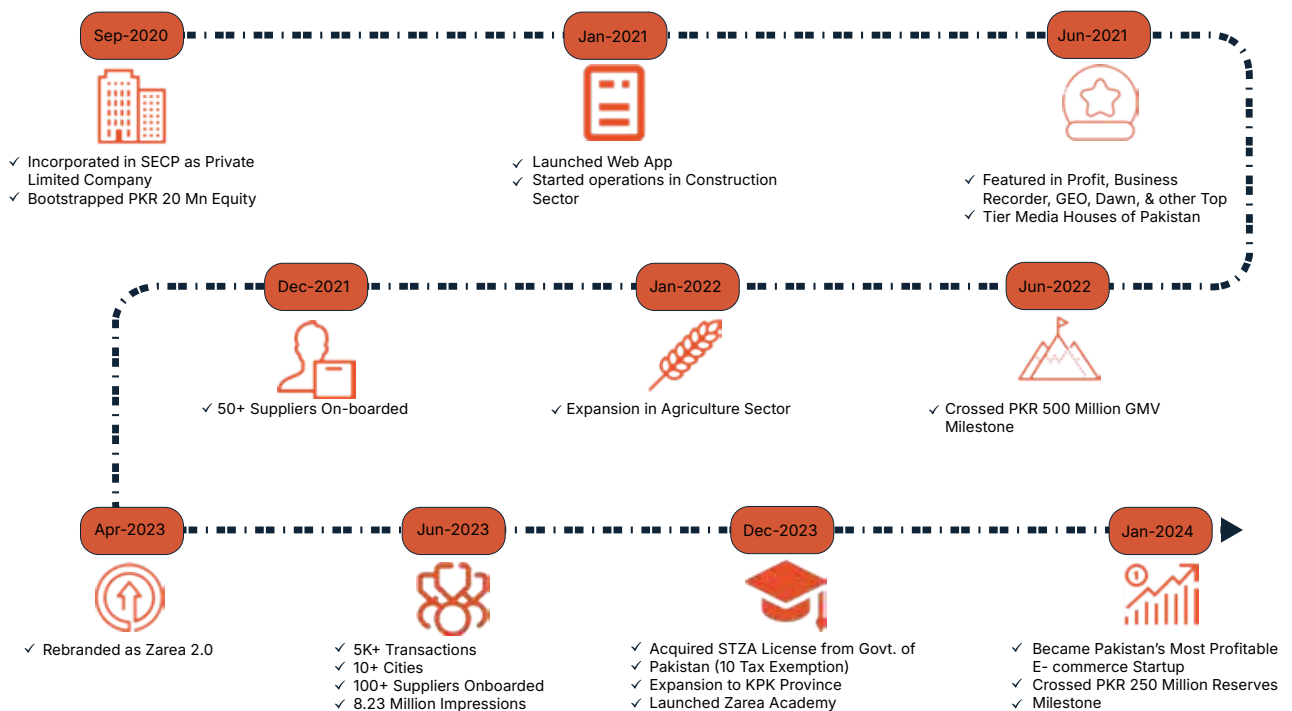 Sep-2020
Incorporated in SECP as Private
Limited Company
Bootstrapped PKR 20 Mn Equity
Jan-2021
Launched Web App
Started operations in Construction
Sector
Jun-2021
Featured in Profit, Business
Recorder, GEO, Dawn, & other Top
Tier Media Houses of Pakistan
Dec-2021
50+ Suppliers On-boarded
Jan-2022
Expansion in Agriculture Sector
Jun-2022
Crossed PKR 500 Million GMV
Milestone
Apr-2023
Rebranded as Zarea 2.0
Jun-2023
5K+ Transactions
10+ Cities
100+ Suppliers Onboarded
8.23 Million Impressions
Dec-2023
Acquired STZA License from Govt. of
Pakistan (10 Tax Exemption)
Expansion to KPK Province
Launched Zarea Academy
Jan-2024
1
Became Pakistan’s Most Profitable
E- commerce Startup
Crossed PKR 250 Million Reserves
Milestone